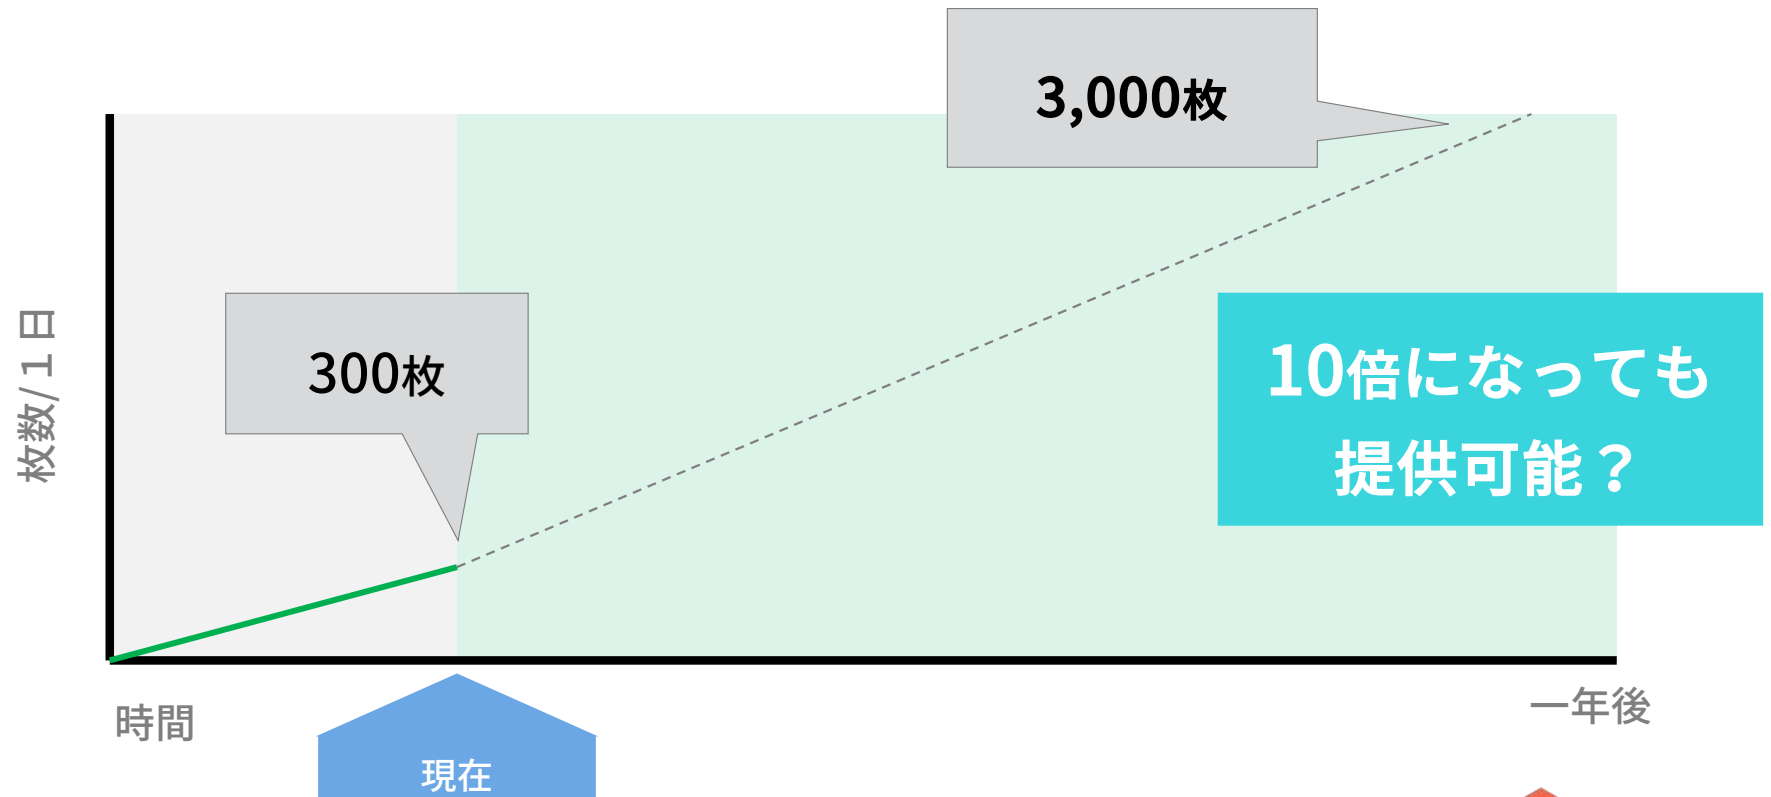 3,000枚
300枚
枚数/１日
10倍になっても
提供可能？
時間
一年後
現在